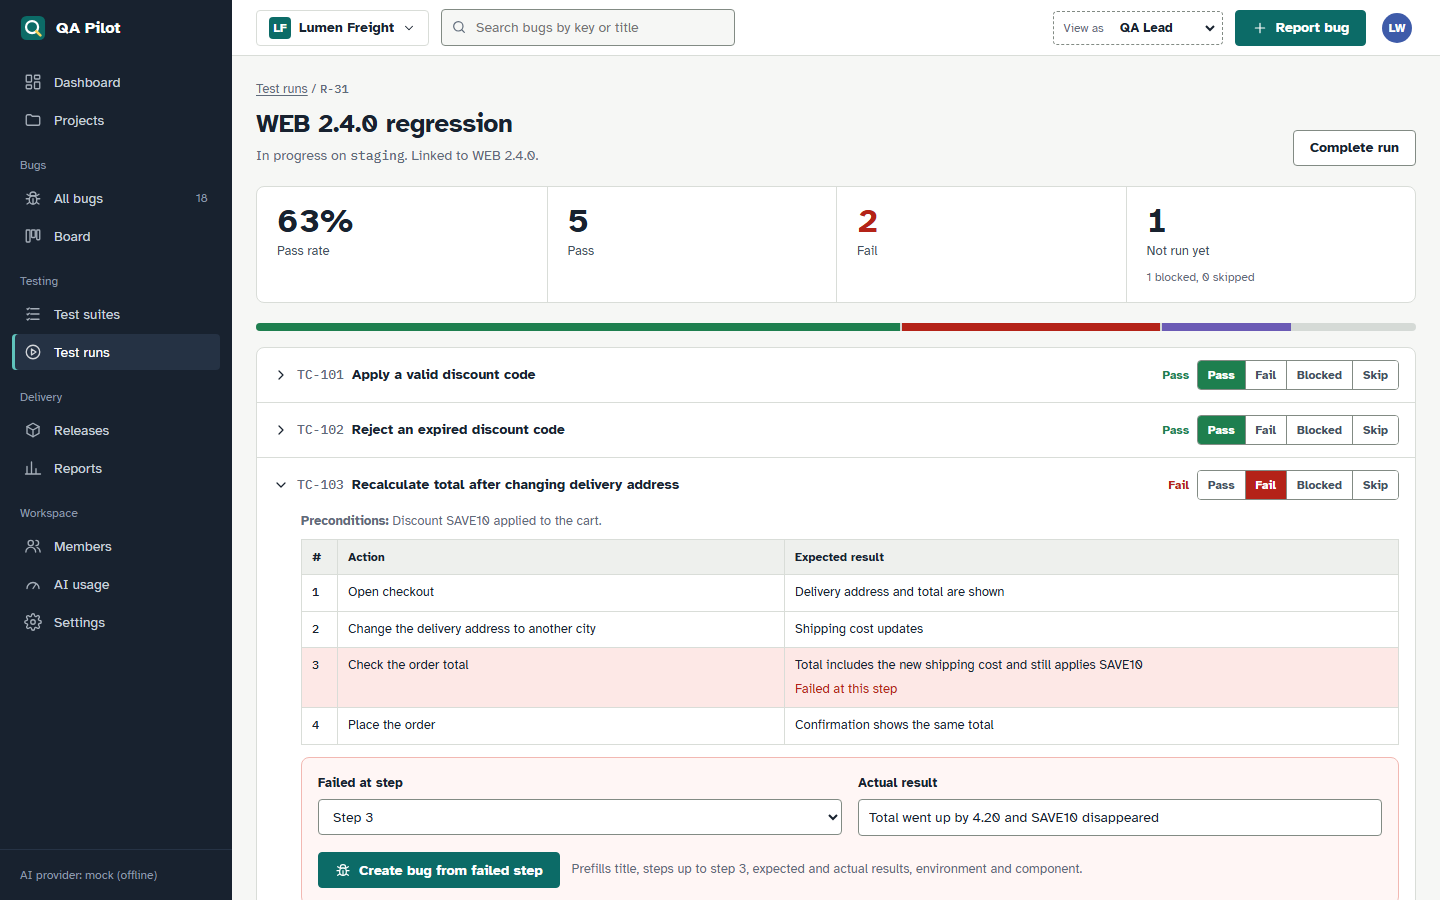 QA Pilot
Dashboard
Projects
Bugs
All bugs 18
Board
Testing
Test suites
Test runs
Delivery
Releases
Reports
Workspace
Members
AI usage
Settings
AI provider: mock (offline)
LF Lumen Freight
Search bugs by key or title
View as QA Lead
Report bug
LW
Test runs / R-31
WEB 2.4.0 regression
In progress on staging. Linked to WEB 2.4.0.
Complete run
63%
Pass rate
5
Pass
2
Fail
1
Not run yet
1 blocked, 0 skipped
TC-101 Apply a valid discount code Pass Pass Fail Blocked Skip
TC-102 Reject an expired discount code Pass Pass Fail Blocked Skip
TC-103 Recalculate total after changing delivery address Fail Pass Fail Blocked Skip
Preconditions: Discount SAVE10 applied to the cart.
# Action Expected result
1 Open checkout Delivery address and total are shown
2 Change the delivery address to another city Shipping cost updates
3 Check the order total Total includes the new shipping cost and still applies SAVE10
Failed at this step
4 Place the order Confirmation shows the same total
Failed at step Actual result
Step 3 Total went up by 4.20 and SAVE10 disappeared
Create bug from failed step Prefills title, steps up to step 3, expected and actual results, environment and component.